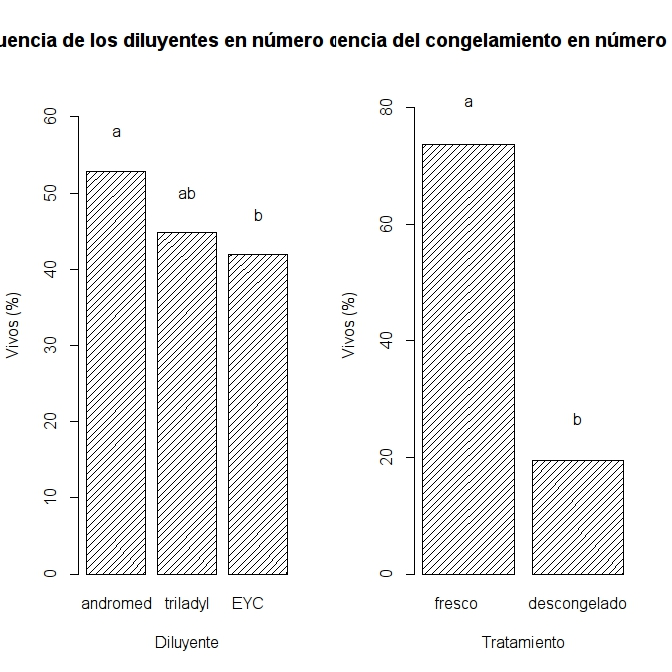 uencia de los diluyentes en número
encia del congelamiento en número
60
50
40
30
20
10
0
Vivos (%)
a
ab
b
andromed triladyl EYC
Diluyente
80
60
40
20
0
Vivos (%)
a
b
fresco descongelado
Tratamiento